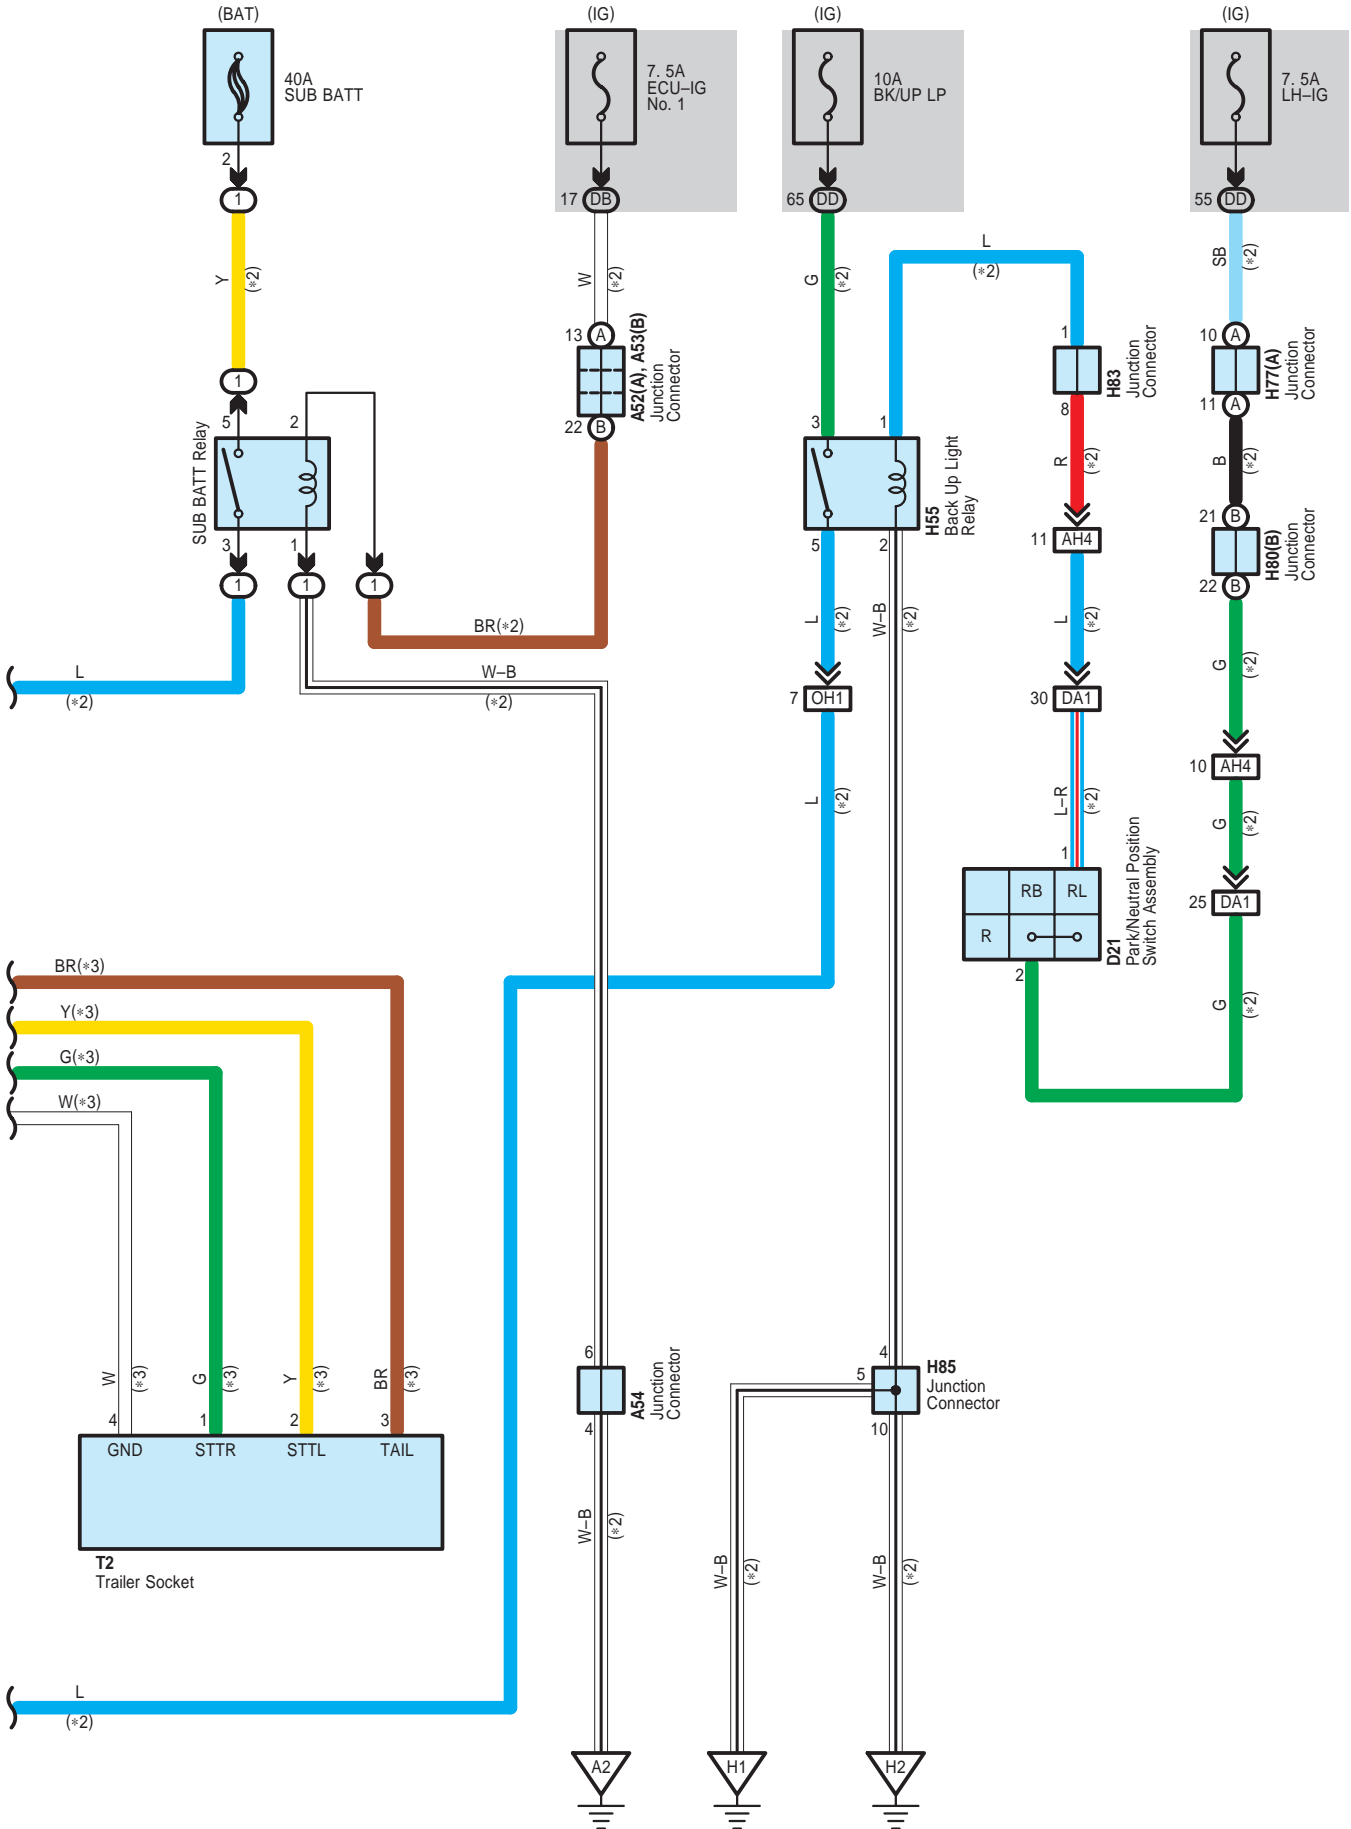 (BAT)
(IG)
(IG)
(IG)
40A
SUB BATT
7. 5A
ECU–IG
No. 1
10A
BK/UP LP
7. 5A
LH–IG
2
1
17
DB
65
DD
55
DD
Y
(∗2)
W
(∗2)
G
(∗2)
L
(∗2)
SB
(∗2)
1
13
A
A52(A), A53(B)
Junction
Connector
22
B
1
H83
Junction
Connector
8
10
A
H77(A)
Junction
Connector
11
A
5
2
SUB BATT Relay
3
1
3
1
H55
Back Up Light
Relay
5
2
R
(∗2)
B
(∗2)
21
B
H80(B)
Junction
Connector
22
B
11
AH4
1
1
1
BR(∗2)
L
(∗2)
W–B
(∗2)
L
(∗2)
W–B
(∗2)
L
(∗2)
G
(∗2)
7
OH1
30
DA1
10
AH4
L
(∗2)
L–R
(∗2)
G
(∗2)
1
RB
RL
R
D21
Park/Neutral Position
Switch Assembly
2
25
DA1
G
(∗2)
BR(∗3)
Y(∗3)
G(∗3)
W(∗3)
W
(∗3)
G
(∗3)
Y
(∗3)
BR
(∗3)
4
1
2
3
GND
STTR
STTL
TAIL
T2
Trailer Socket
6
A54
Junction
Connector
4
4
5
H85
Junction
Connector
10
W–B
(∗2)
W–B
(∗2)
W–B
(∗2)
L
(∗2)
A2
H1
H2